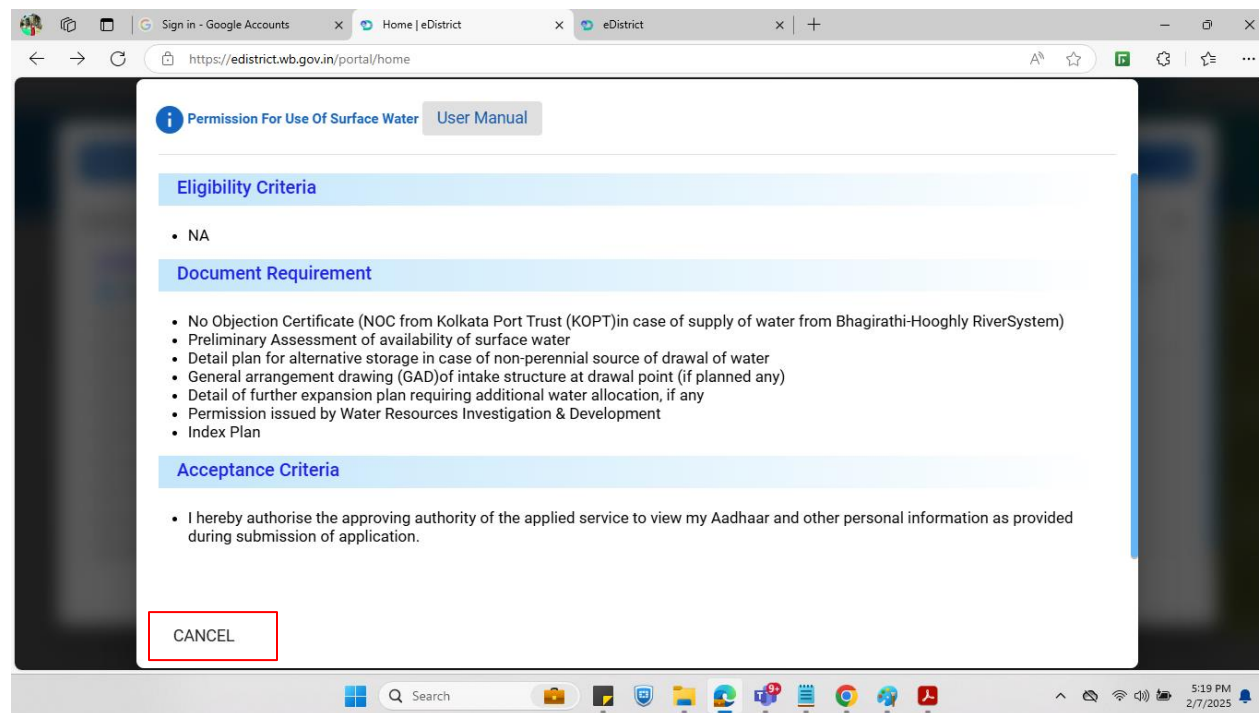 Sign in - Google Accounts
Home | eDistrict
eDistrict
https://edistrict.wb.gov.in/portal/home
Permission For Use Of Surface Water User Manual
Eligibility Criteria
• NA
Document Requirement
• No Objection Certificate (NOC from Kolkata Port Trust (KOPT)in case of supply of water from Bhagirathi-Hooghly RiverSystem)
• Preliminary Assessment of availability of surface water
• Detail plan for alternative storage in case of non-perennial source of drawal of water
• General arrangement drawing (GAD)of intake structure at drawal point (if planned any)
• Detail of further expansion plan requiring additional water allocation, if any
• Permission issued by Water Resources Investigation & Development
• Index Plan
Acceptance Criteria
• I hereby authorise the approving authority of the applied service to view my Aadhaar and other personal information as provided
during submission of application.
CANCEL
Search
9+
5:19 PM
2/7/2025